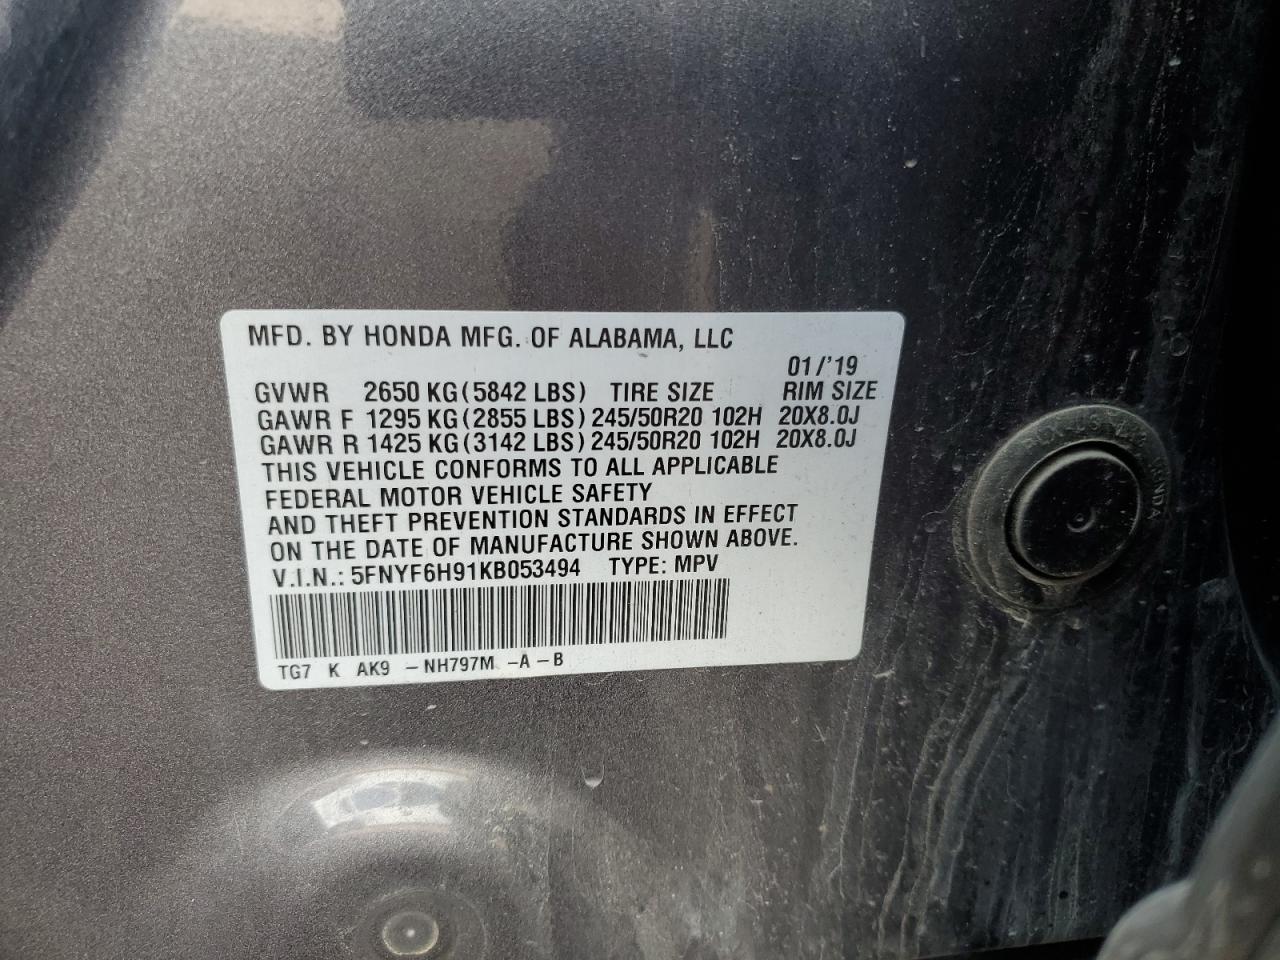 MFD. BY HONDA MFG. OF ALABAMA, LLC
01/'19
GVWR 2650 KG(5842 LBS) TIRE SIZE RIM SIZE
GAWR F 1295 KG(2855 LBS) 245/50R20 102H 20X8.0J
GAWR R 1425 KG(3142 LBS) 245/50R20 102H 20X8.0J
THIS VEHICLE CONFORMS TO ALL APPLICABLE
FEDERAL MOTOR VEHICLE SAFETY
AND THEFT PREVENTION STANDARDS IN EFFECT
ON THE DATE OF MANUFACTURE SHOWN ABOVE.
V.I.N.: 5FNYF6H91KB053494 TYPE: MPV
TG7 K AK9 -NH797M -A-B